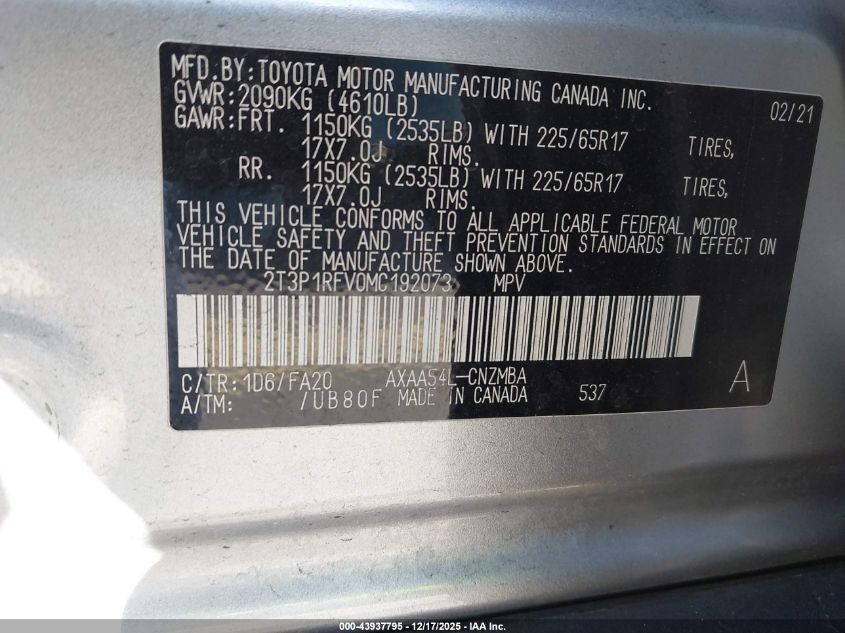 MFD.BY:TOYOTA MOTOR MANUFACTURING CANADA INC.
GVWR:2090KG (4610LB) 02/21
GAWR:FRT. 1150KG (2535LB) WITH 225/65R17 TIRES,
17X7.0J RIMS.
RR. 1150KG (2535LB) WITH 225/65R17 TIRES,
17X7.0J RIMS.
THIS VEHICLE CONFORMS TO ALL APPLICABLE FEDERAL MOTOR
VEHICLE SAFETY AND THEFT PREVENTION STANDARDS IN EFFECT ON
THE DATE OF MANUFACTURE SHOWN ABOVE.
2T3P1RFV0MC192073 MPV
C/TR:1D6/FA20 AXAA54L-CNZMBA A
A/TM: /UB80F MADE IN CANADA 537
000-43937795 - 12/17/2025 - IAA Inc.